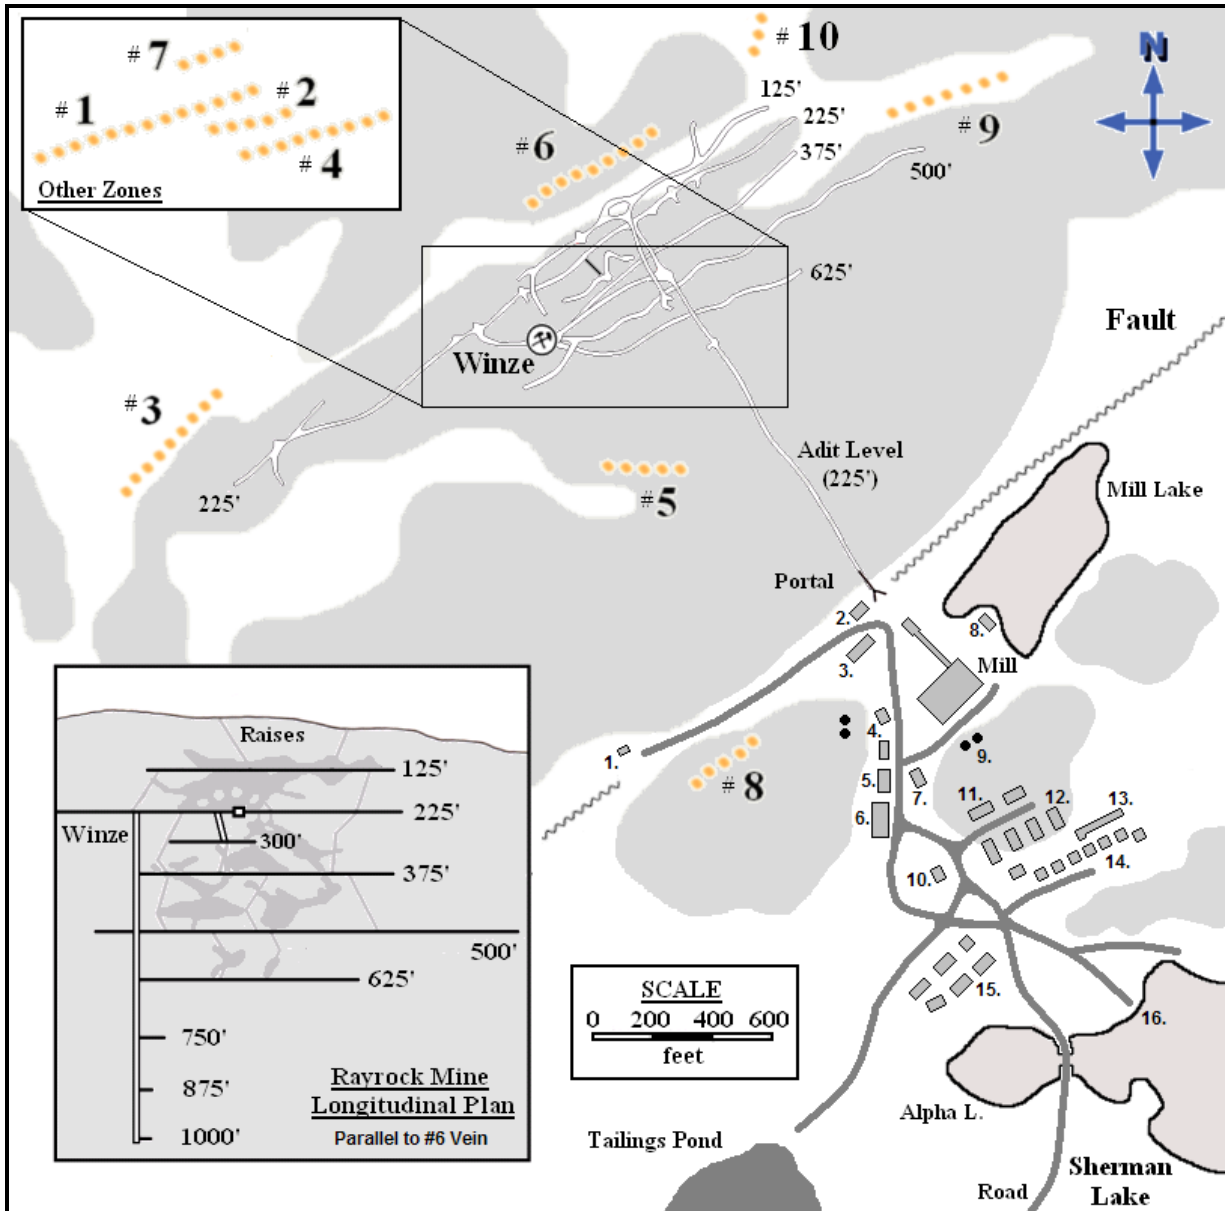 # 7
# 1
# 2
# 4
Other Zones
# 10
N
125'
225'
375'
500'
# 9
# 6
625'
Winze
Fault
# 3
225'
# 5
Adit Level
(225')
Mill Lake
Portal
2.
3.
8.
Mill
4.
1.
# 8
9.
5.
7.
6.
11.
12.
13.
14.
10.
15.
16.
Raises
125'
225'
Winze
300'
375'
500'
625'
750'
875'
1000'
Rayrock Mine
Longitudinal Plan
Parallel to #6 Vein
SCALE
0 200 400 600
feet
Alpha L.
Tailings Pond
Road
Sherman
Lake